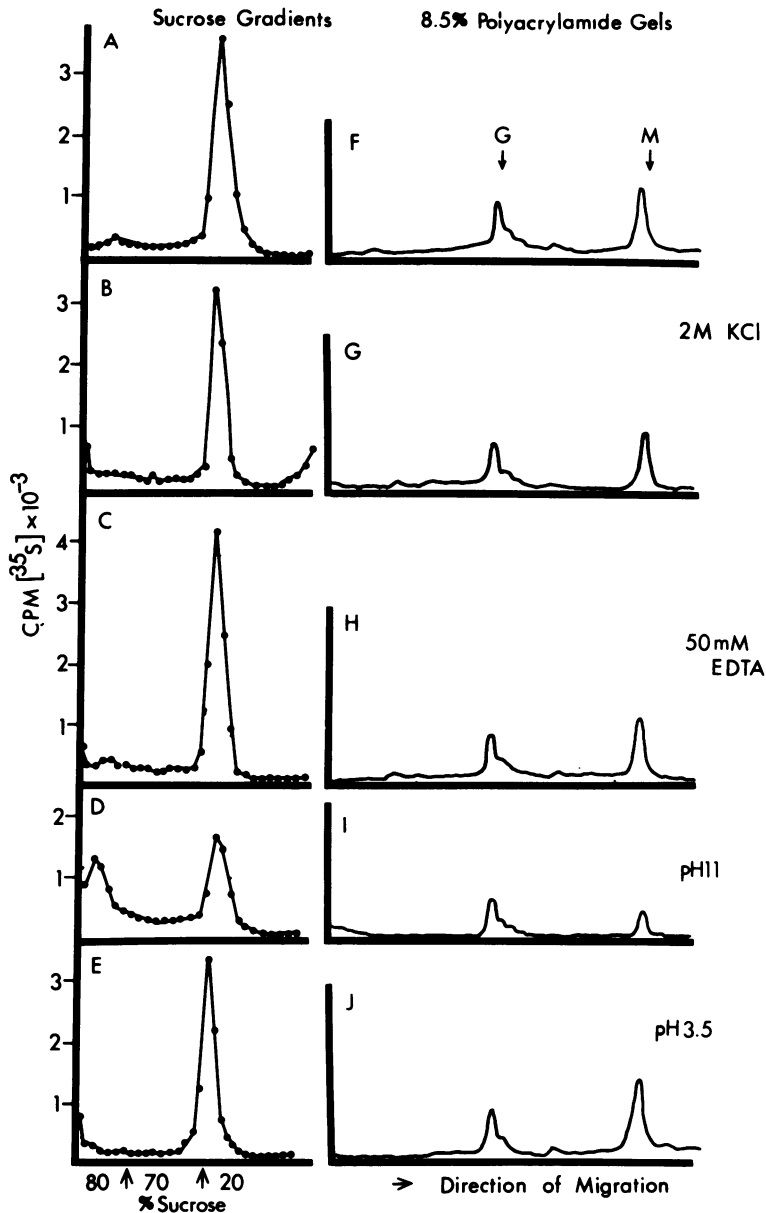 Sucrose Gradients
8.5% Polyacrylamide Gels
A
3
2
1
F
G
M
B
3
2
1
G
2M KCl
C
4
3
2
1
H
50mM
EDTA
CPM [³⁵S] ×10⁻³
D
2
1
I
pH11
E
3
2
1
J
pH 3.5
80 ↑ 70 ↑ 20
% Sucrose
→ Direction of Migration